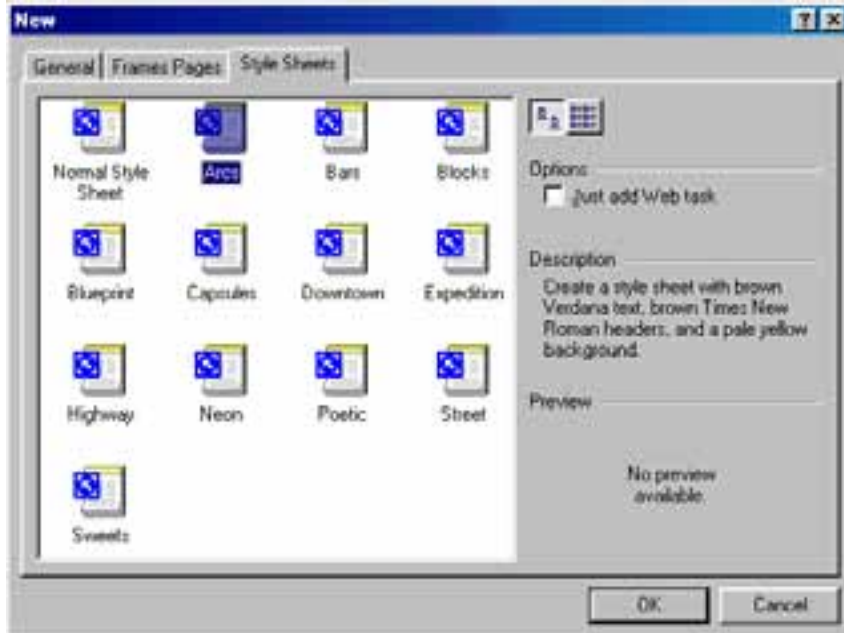 New
General Frames Pages Style Sheets
Normal Style
Sheet
Arcs
Bars
Blocks
Blueprint
Capsules
Downtown
Expedition
Highway
Neon
Poetic
Street
Sweets
Options
Just add Web task
Description
Create a style sheet with brown
Verdana text, brown Times New
Roman headers, and a pale yellow
background.
Preview
No preview
available.
OK
Cancel